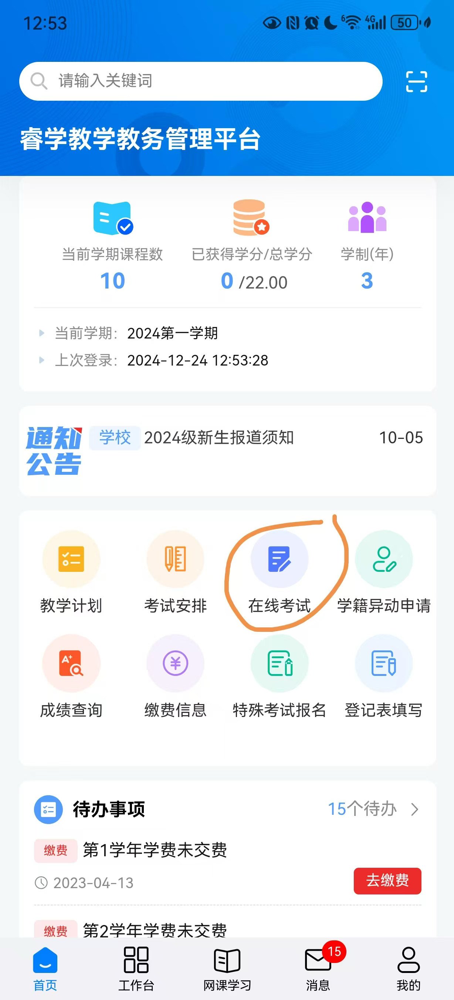 12:53
6
4G
50
请输入关键词
睿学教学教务管理平台
当前学期课程数
10
已获得学分/总学分
0 /22.00
学制(年)
3
当前学期: 2024第一学期
上次登录: 2024-12-24 12:53:28
通知
公告
学校 2024级新生报道须知 10-05
教学计划 考试安排 在线考试 学籍异动申请
A+
¥
成绩查询 缴费信息 特殊考试报名 登记表填写
待办事项 15个待办
缴费 第1学年学费未交费
2023-04-13 去缴费
缴费 第2学年学费未交费
15
首页 工作台 网课学习 消息 我的